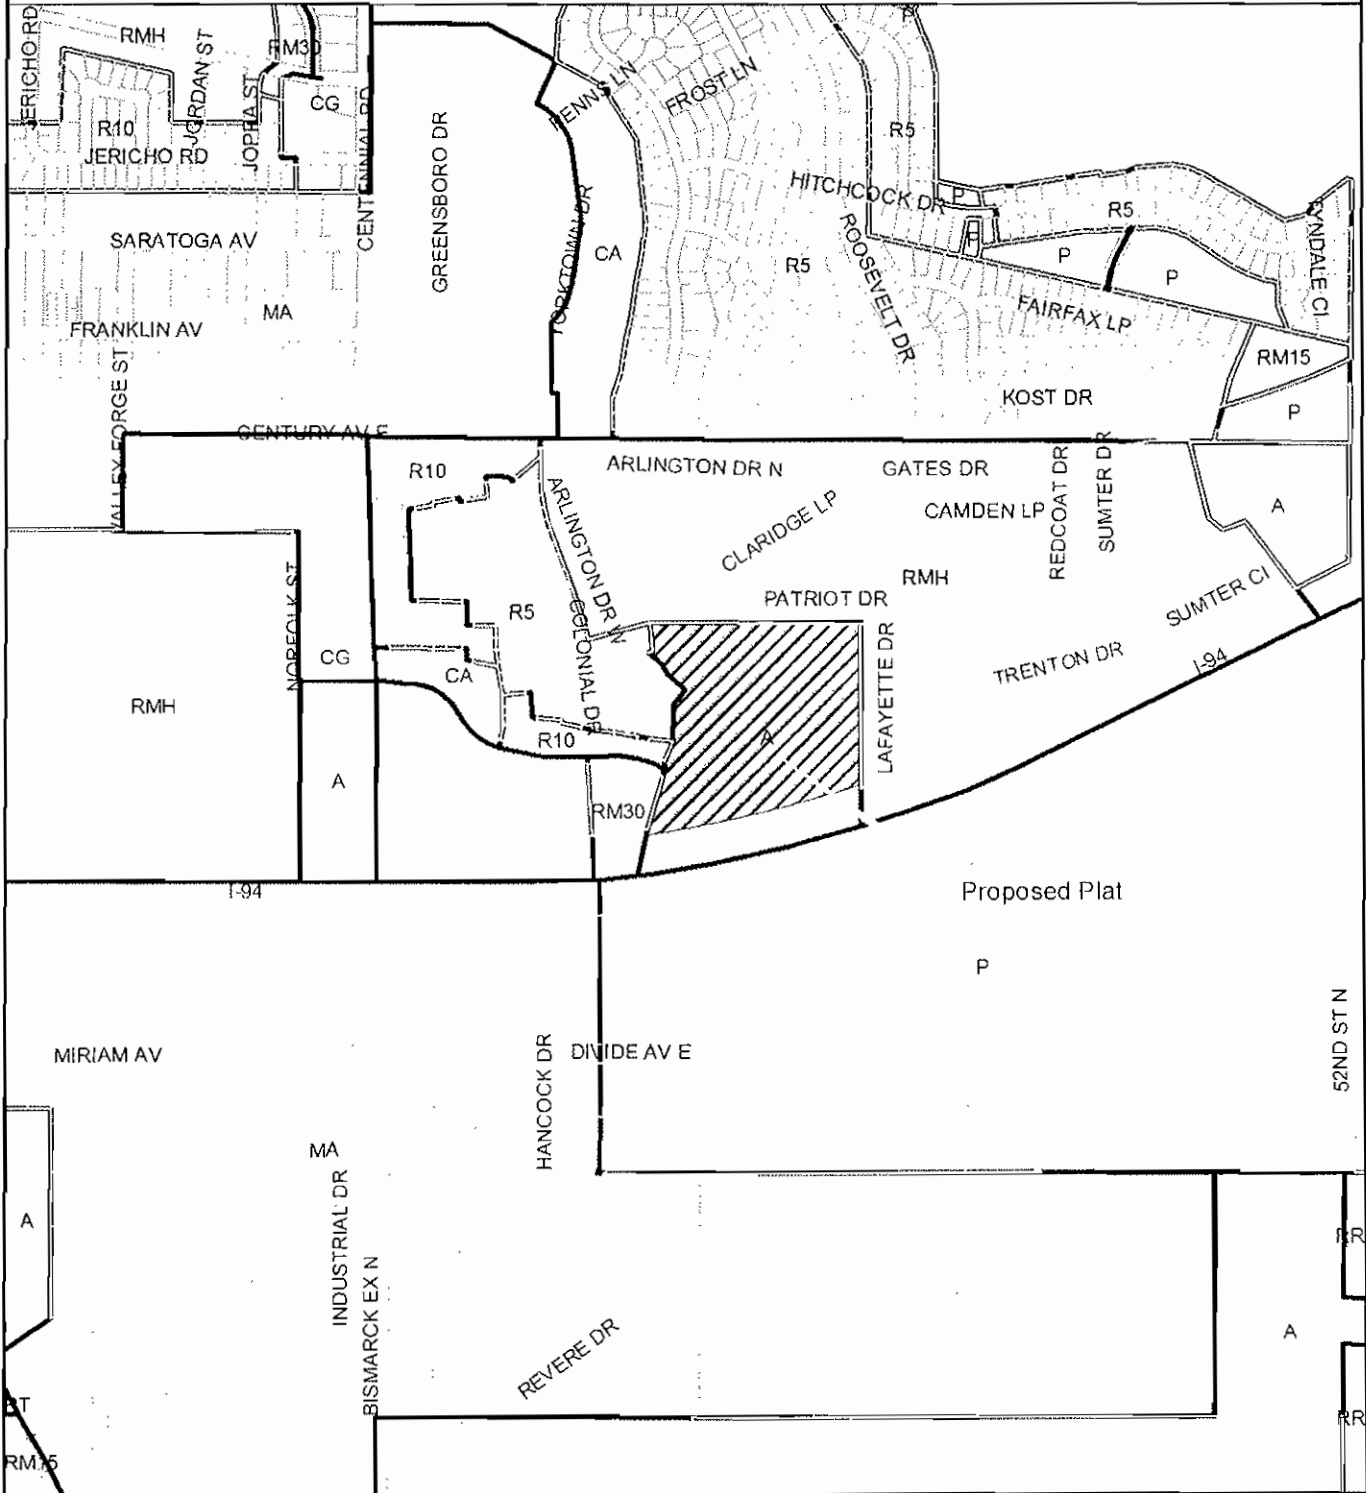 JERICHO RD
RMH
JORDAN ST
RM30
JOPPA ST
CG
R10
JERICHO RD
CENTENNIAL RD
GREENSBORO DR
FROST LN
P
R5
YORKTOWN DR
CA
HITCHCOCK DR
P
R5
P
P
P
TYNDALE CI
SARATOGA AV
MA
FRANKLIN AV
R5
ROOSEVELT DR
FAIRFAX LP
RM15
KOST DR
P
VALLEY FORGE ST
CENTURY AV E
R10
ARLINGTON DR N
GATES DR
REDCOAT DR
SUMTER DR
A
ARLINGTON DR W
CLARIDGE LP
CAMDEN LP
RMH
PATRIOT DR
SUMTER CI
NORFOLK ST
R5
COLONIAL DR
LAFAYETTE DR
TRENTON DR
I-94
CG
CA
RMH
R10
A
A
RM30
I-94
Proposed Plat
P
52ND ST N
MIRIAM AV
HANCOCK DR
DIVIDE AV E
MA
A
INDUSTRIAL DR
RR
BISMARCK EX N
REVERE DR
A
RR
RM15